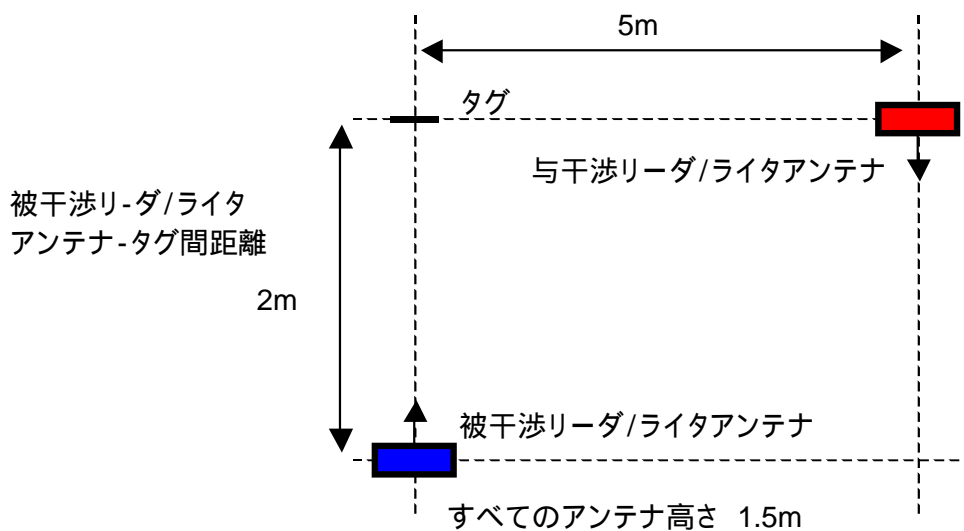 5m
タグ
与干渉リーダ/ライタアンテナ
被干渉リ-ダ/ライタ
アンテナ-タグ間距離
2m
被干渉リーダ/ライタアンテナ
すべてのアンテナ高さ 1.5m